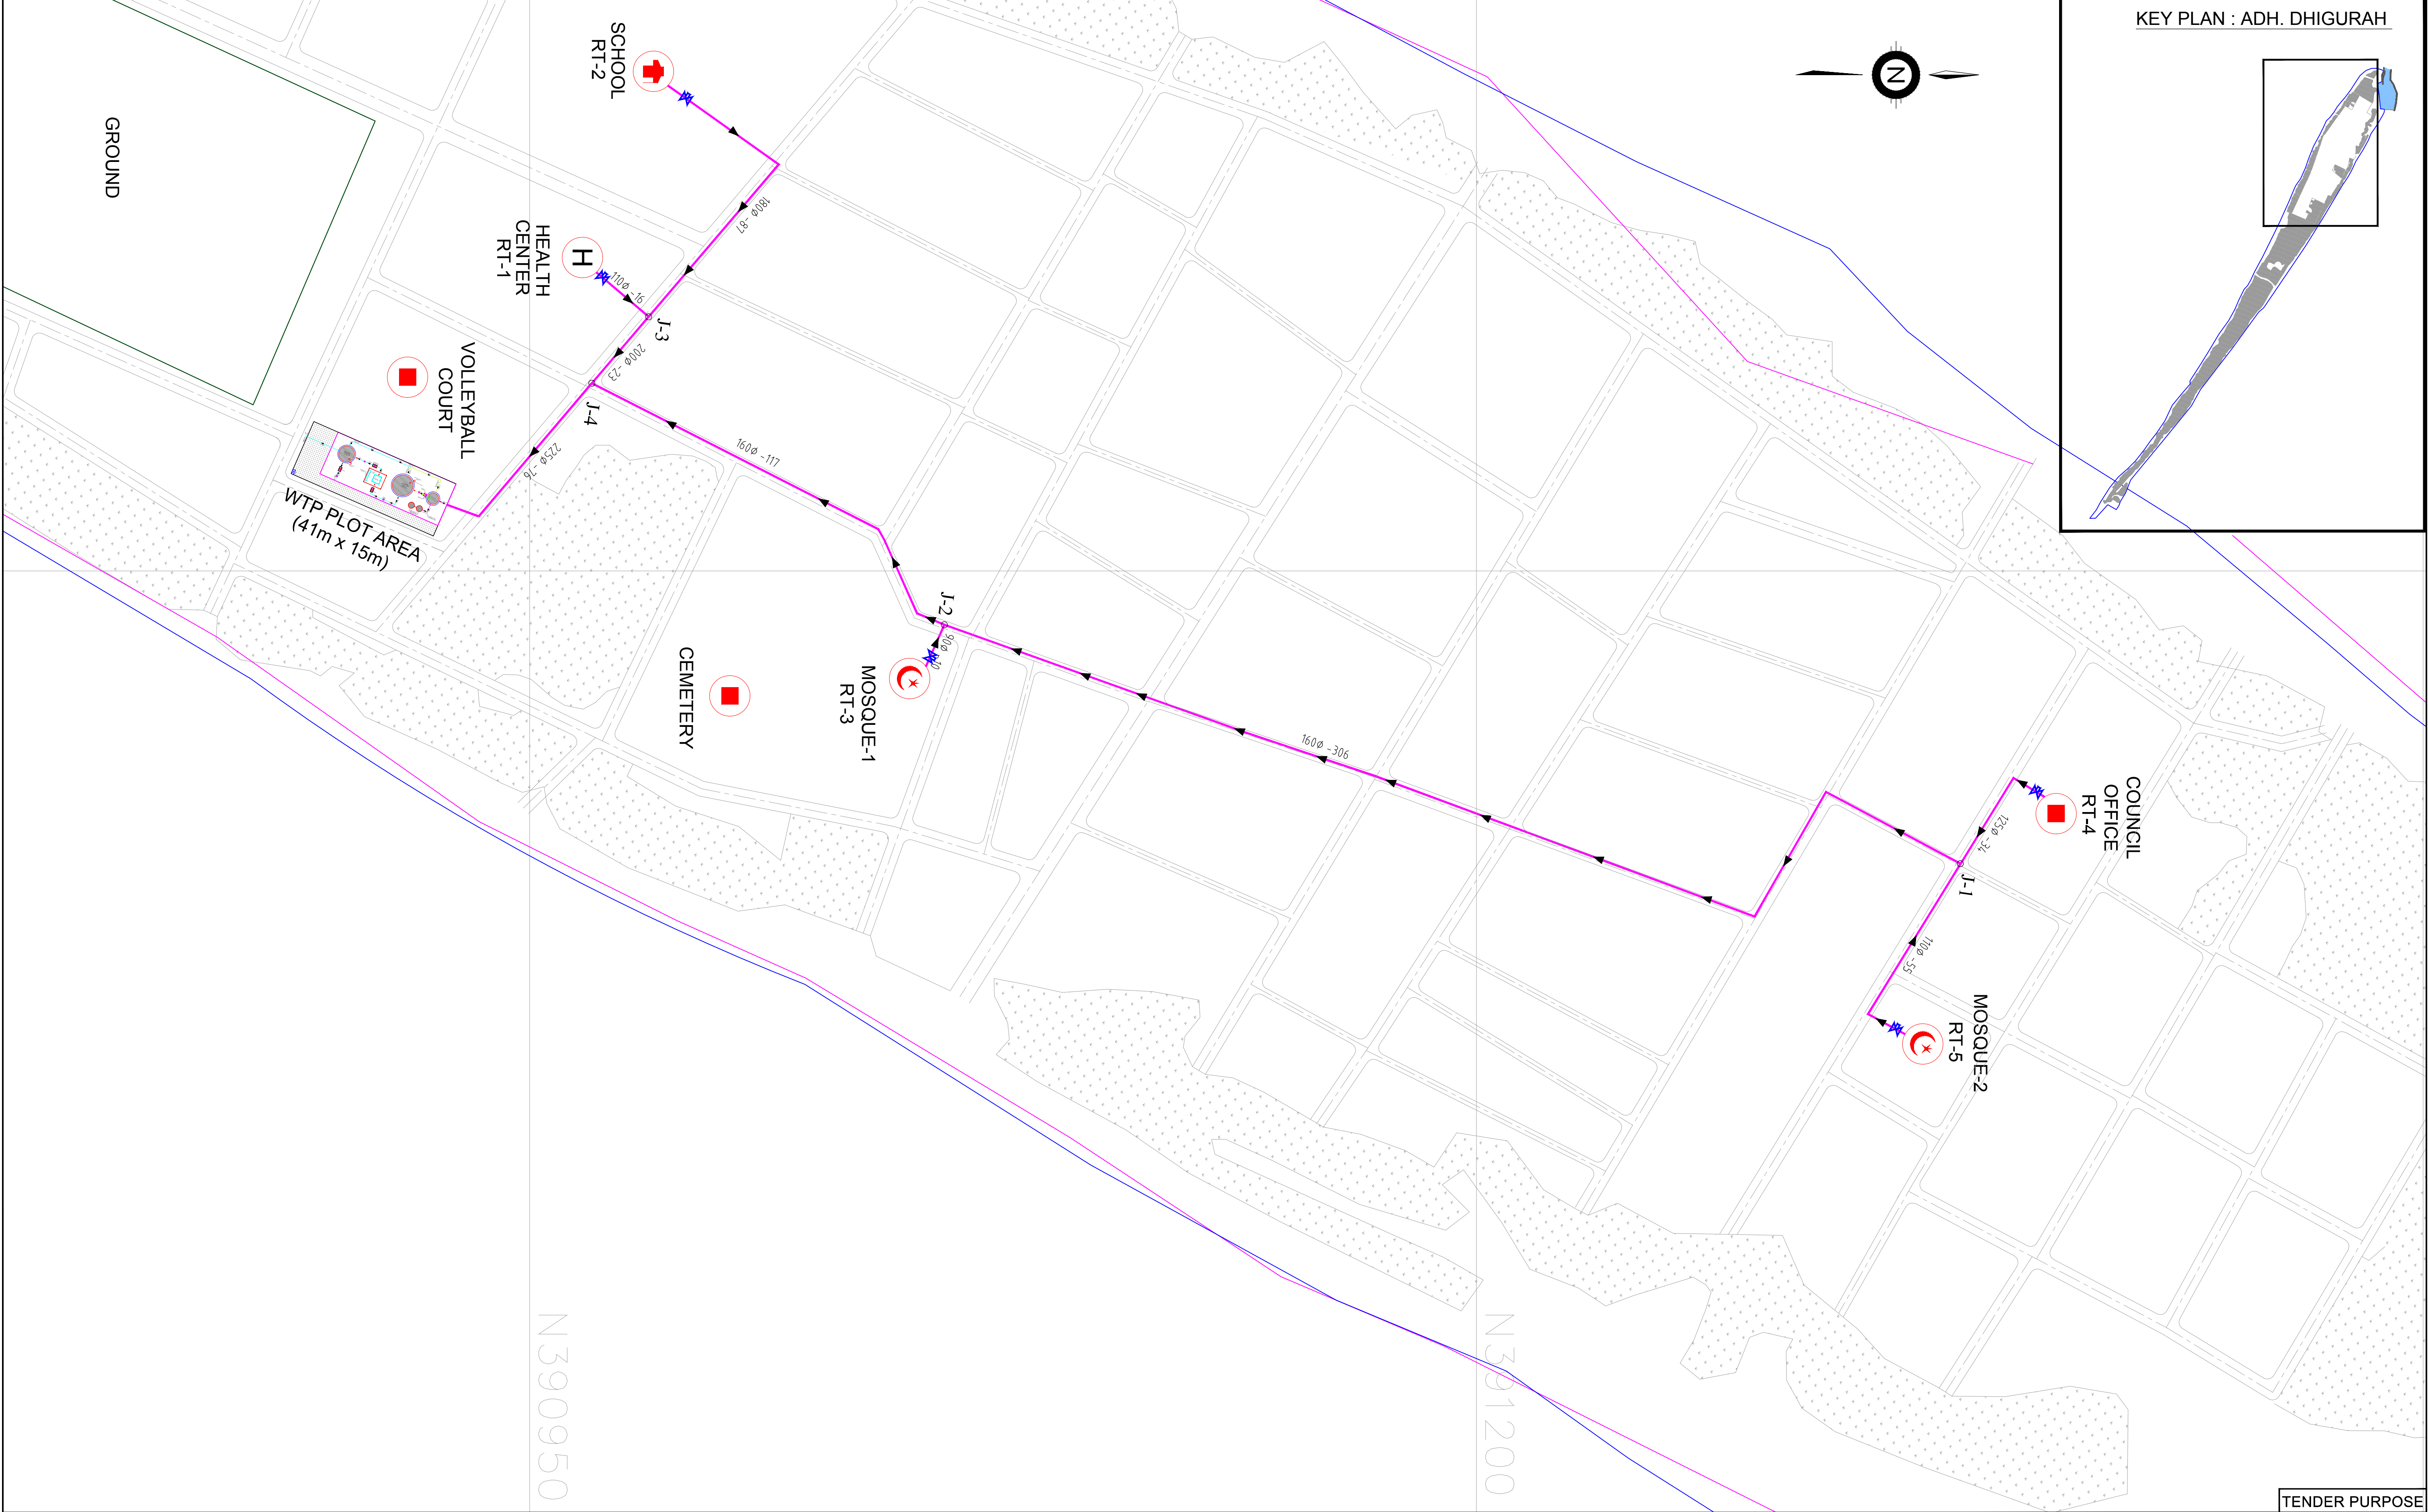 KEY PLAN : ADH. DHIGURAH
N
SCHOOL
RT-2
GROUND
HEALTH
CENTER
RT-1
H
180Ø -87
110Ø -16
J-3
200Ø -23
J-4
VOLLEYBALL
COURT
225Ø -76
WTP PLOT AREA
(41m x 15m)
160Ø -117
J-2
90Ø -10
MOSQUE-1
RT-3
CEMETERY
160Ø -306
COUNCIL
OFFICE
RT-4
125Ø -34
J-1
110Ø -55
MOSQUE-2
RT-5
N390950
N391200
TENDER PURPOSE